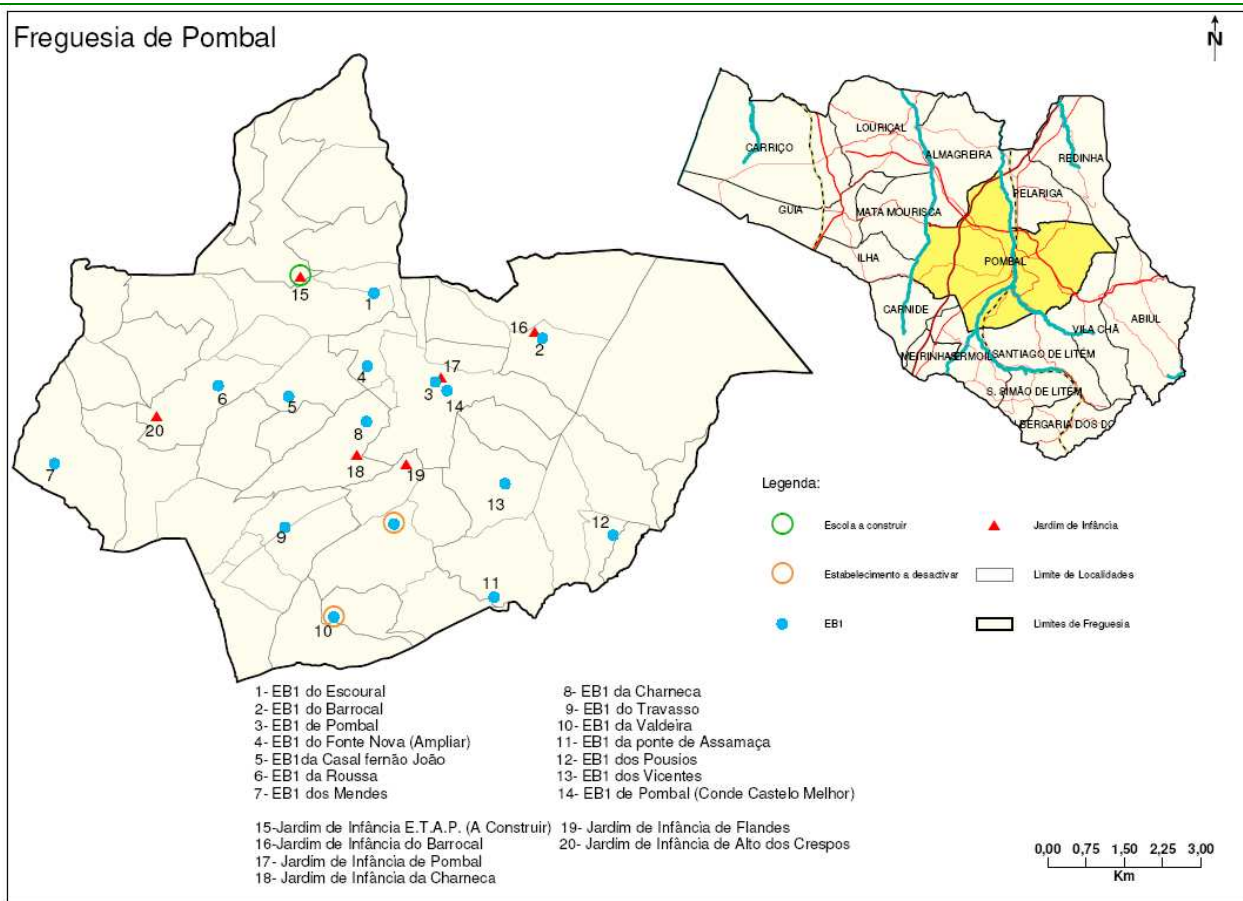 Freguesia de Pombal
N
LOURIÇAL
CARRIÇO
ALMAGREIRA
REDINHA
PELARIGA
GUIA
MATA MOURISCA
ILHA
POMBAL
CARNIDE
VILA CHÃ
ABIUL
SANTIAGO DE LITEM
S. SIMÃO DE LITEM
15
1
16
2
17
4
3
14
6
5
20
8
18
19
7
13
9
12
11
10
Legenda:
Escola a construir
Jardim de Infância
Estabelecimento a desactivar
Limite de Localidades
EB1
Limites de Freguesia
1- EB1 do Escoural
2- EB1 do Barrocal
3- EB1 de Pombal
4- EB1 do Fonte Nova (Ampliar)
5- EB1da Casal fernão João
6- EB1 da Roussa
7- EB1 dos Mendes
8- EB1 da Charneca
9- EB1 do Travasso
10- EB1 da Valdeira
11- EB1 da ponte de Assamaça
12- EB1 dos Pousios
13- EB1 dos Vicentes
14- EB1 de Pombal (Conde Castelo Melhor)
15-Jardim de Infância E.T.A.P. (A Construir)
16-Jardim de Infância do Barrocal
17- Jardim de Infância de Pombal
18- Jardim de Infância da Charneca
19- Jardim de Infância de Flandes
20- Jardim de Infância de Alto dos Crespos
0,00 0,75 1,50 2,25 3,00
Km